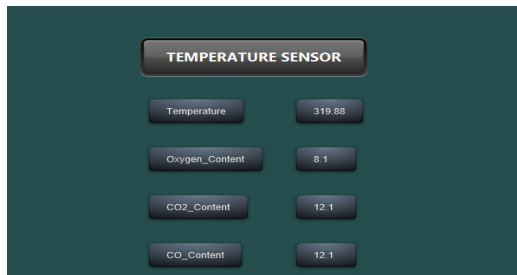 TEMPERATURE SENSOR
Temperature 319.88
Oxygen_Content 8.1
CO2_Content 12.1
CO_Content 12.1